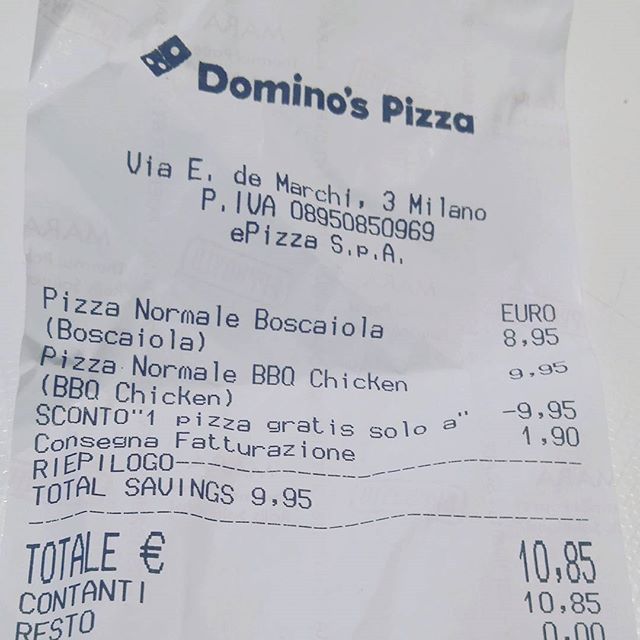 Domino's Pizza
Via E. de Marchi, 3 Milano
P.IVA 08950850969
ePizza S.p.A.
EURO
Pizza Normale Boscaiola 8,95
(Boscaiola)
Pizza Normale BBQ Chicken 9,95
(BBQ Chicken)
SCONTO"1 pizza gratis solo a" -9,95
Consegna Fatturazione 1,90
RIEPILOGO
TOTAL SAVINGS 9,95
TOTALE € 10,85
CONTANTI 10,85
RESTO 0,00